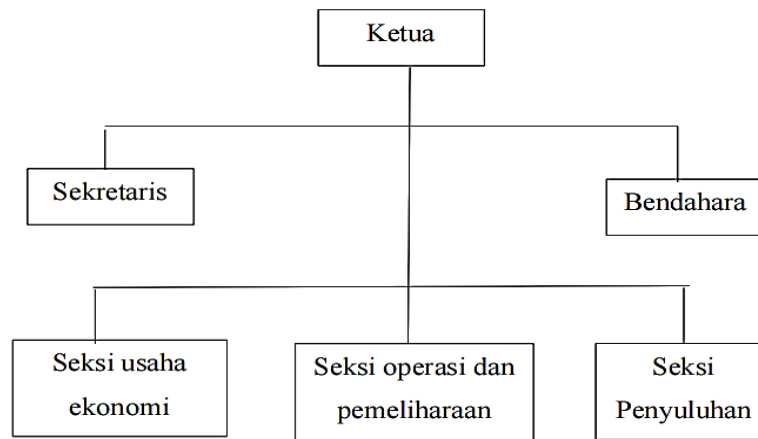 Ketua
Sekretaris
Bendahara
Seksi usaha
ekonomi
Seksi operasi dan
pemeliharaan
Seksi
Penyuluhan